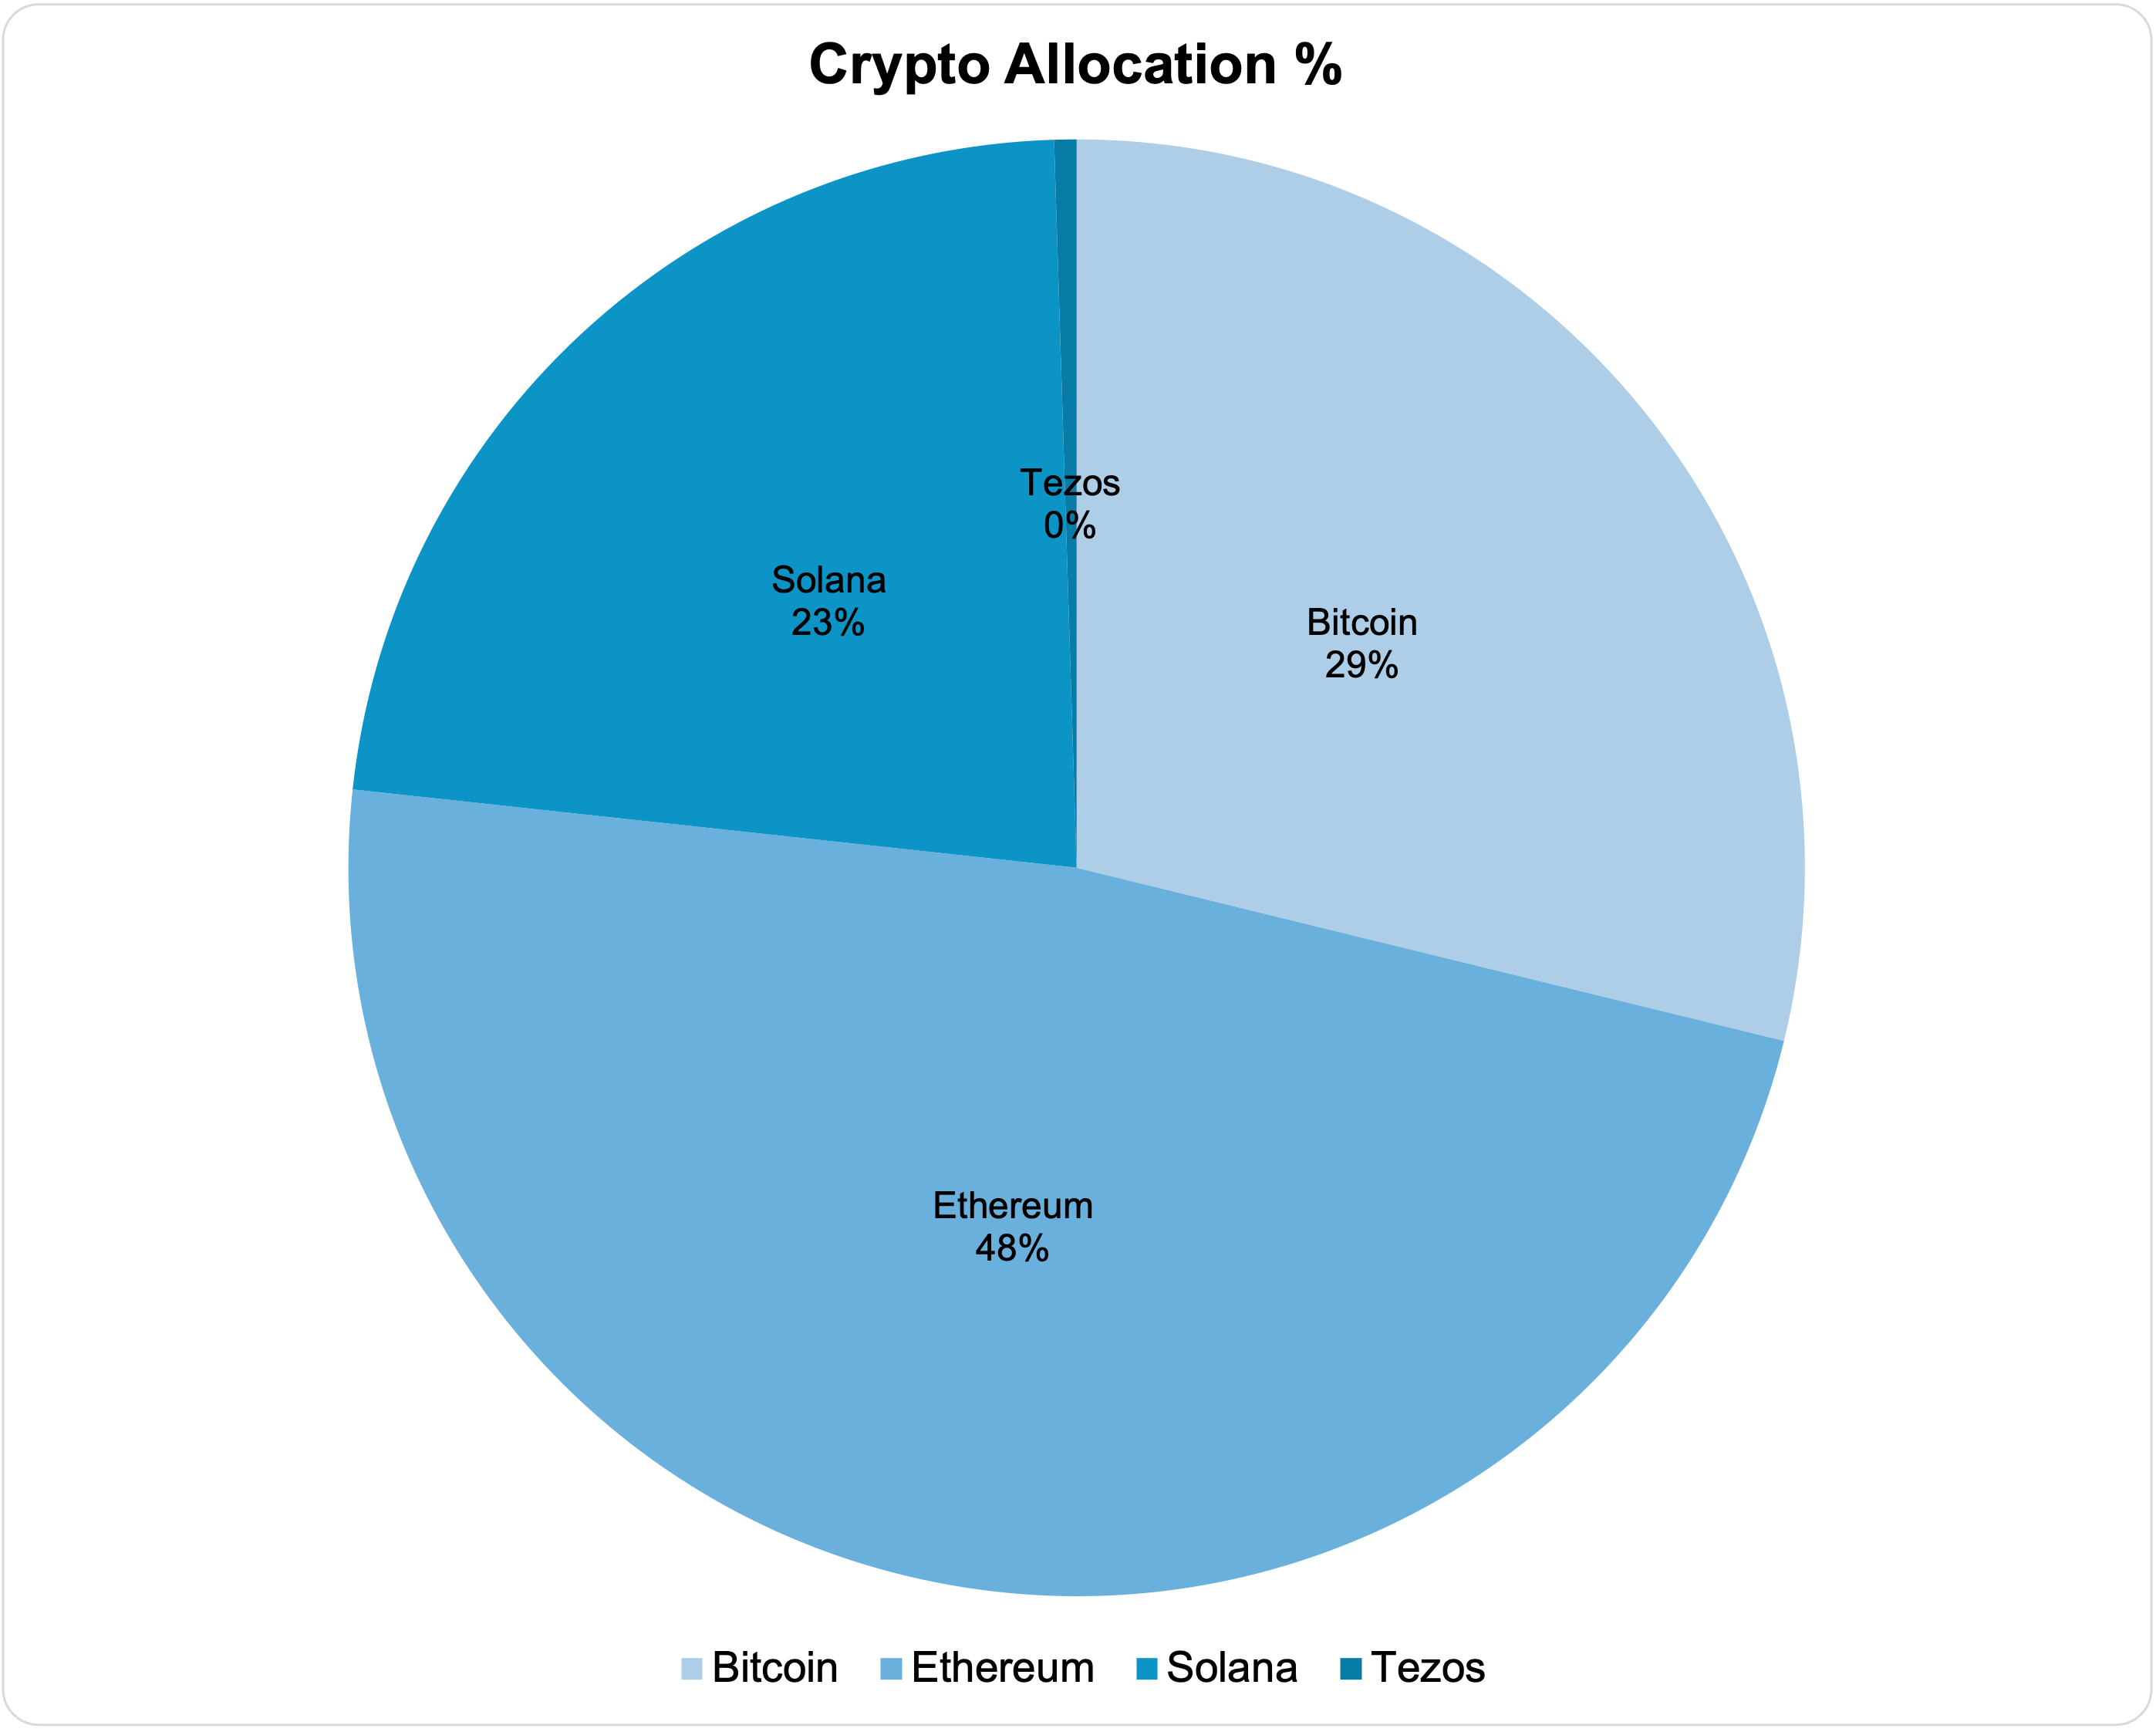 Crypto Allocation %
Tezos
0%
Solana
23%
Bitcoin
29%
Ethereum
48%
Bitcoin Ethereum Solana Tezos